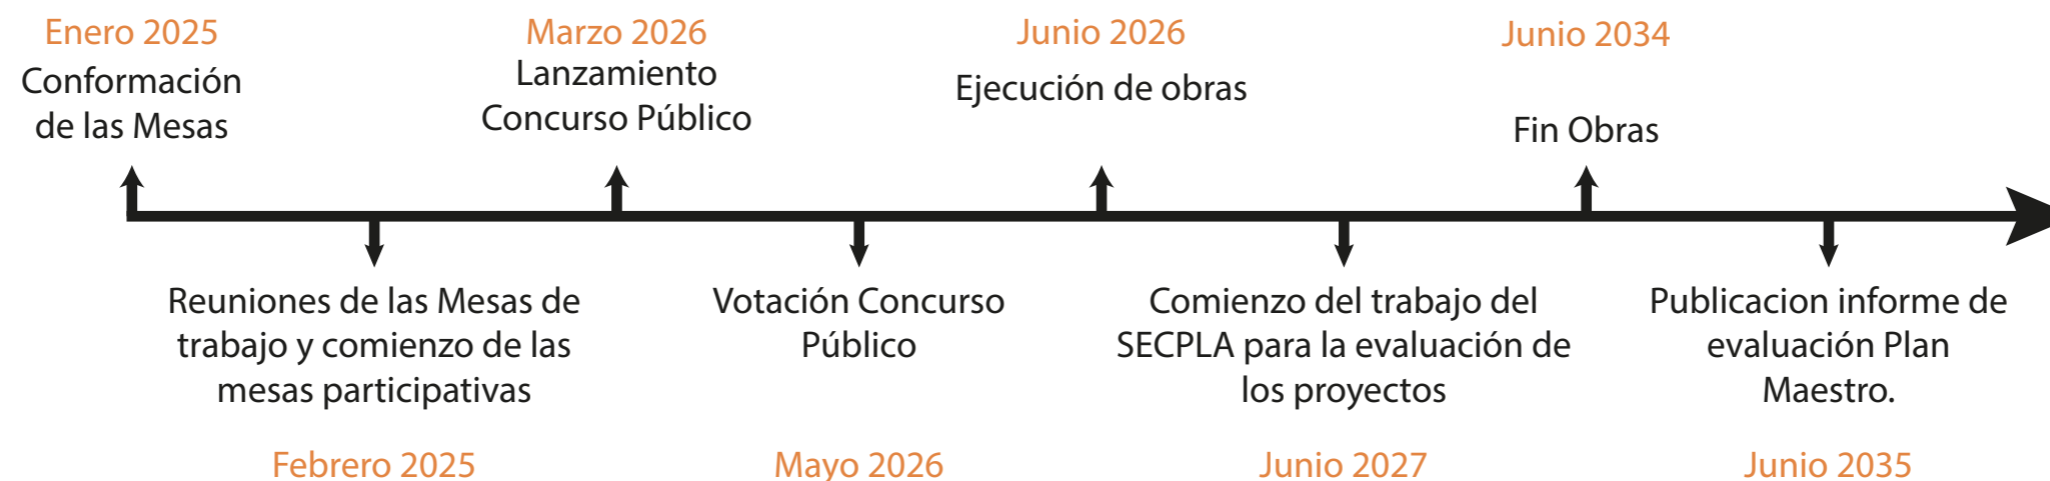 Enero 2025
Conformación
de las Mesas
Marzo 2026
Lanzamiento
Concurso Público
Junio 2026
Ejecución de obras
Junio 2034
Fin Obras
Reuniones de las Mesas de
trabajo y comienzo de las
mesas participativas
Febrero 2025
Votación Concurso
Público
Mayo 2026
Comienzo del trabajo del
SECPLA para la evaluación de
los proyectos
Junio 2027
Publicacion informe de
evaluación Plan
Maestro.
Junio 2035